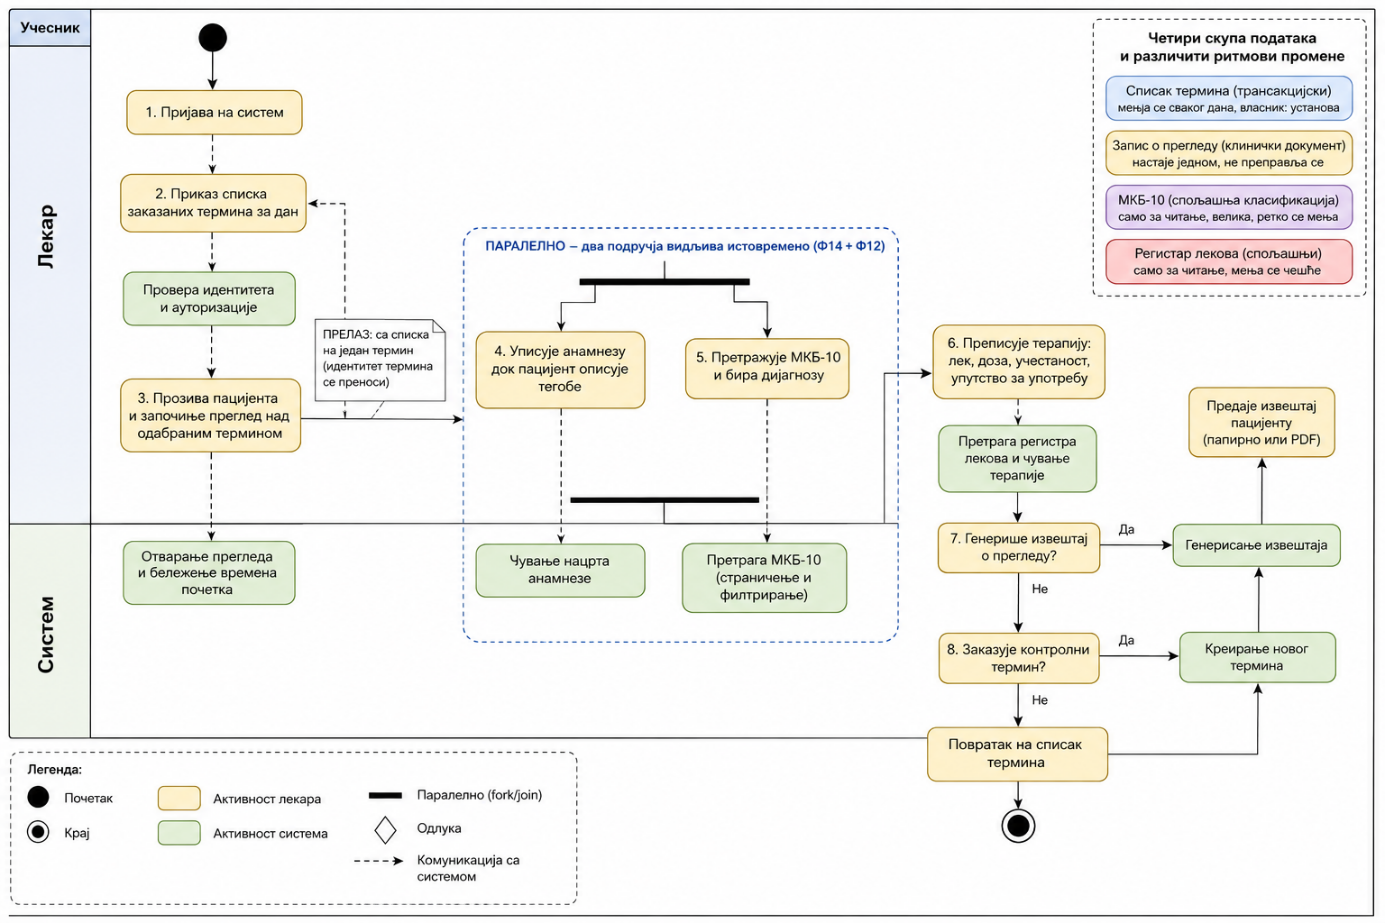 Учесник
Лекар
Систем
1. Пријава на систем
2. Приказ списка
заказаних термина за дан
Провера идентитета
и ауторизације
3. Прозива пацијента
и започиње преглед над
одабраним термином
Отварање прегледа
и бележење времена
почетка
ПРЕЛАЗ: са списка
на један термин
(идентитет термина
се преноси)
ПАРАЛЕЛНО – два подручја видљива истовремено (Ф14 + Ф12)
4. Уписује анамнезу
док пацијент описује
тегобе
5. Претражује МКБ-10
и бира дијагнозу
Чување нацрта
анамнезе
Претрага МКБ-10
(страничење и
филтрирање)
6. Преписује терапију:
лек, доза, учестаност,
упутство за употребу
Претрага регистра
лекова и чување
терапије
7. Генерише извештај
о прегледу?
Да
Не
Генерисање извештаја
Предаје извештај
пацијенту
(папирно или PDF)
8. Заказује контролни
термин?
Да
Не
Креирање новог
термина
Повратак на списак
термина
Четири скупа података
и различити ритмови промене
Списак термина (трансакцијски)
мења се сваког дана, власник: установа
Запис о прегледу (клинички документ)
настаје једном, не преправља се
МКБ-10 (спољашња класификација)
само за читање, велика, ретко се мења
Регистар лекова (спољашњи)
само за читање, мења се чешће
Легенда:
Почетак
Крај
Активност лекара
Активност система
Паралелно (fork/join)
Одлука
Комуникација са
системом